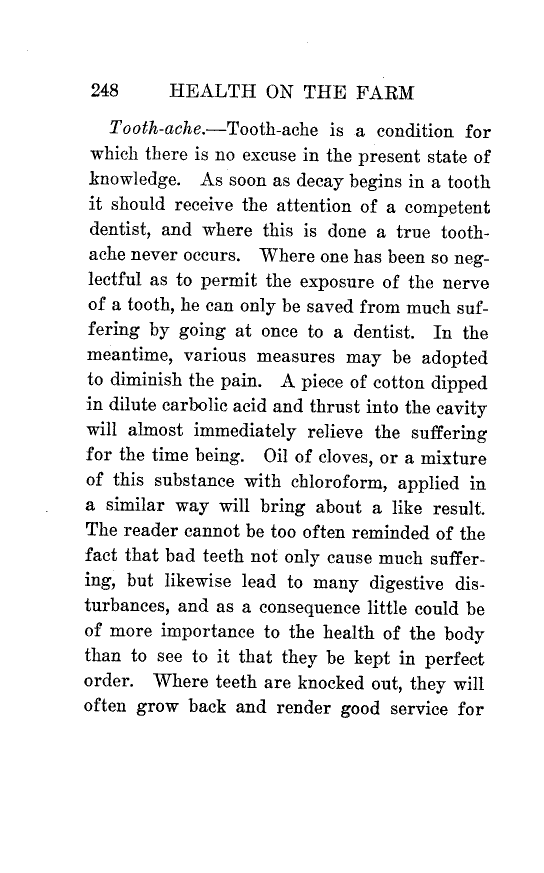 248 HEALTH ON THE FARM
Tooth-ache.—Tooth-ache is a condition for
which there is no excuse in the present state of
knowledge. As soon as decay begins in a tooth
it should receive the attention of a competent
dentist, and where this is done a true tooth-
ache never occurs. Where one has been so neg-
lectful as to permit the exposure of the nerve
of a tooth, he can only be saved from much suf-
fering by going at once to a dentist. In the
meantime, various measures may be adopted
to diminish the pain. A piece of cotton dipped
in dilute carbolic acid and thrust into the cavity
will almost immediately relieve the suffering
for the time being. Oil of cloves, or a mixture
of this substance with chloroform, applied in
a similar way will bring about a like result.
The reader cannot be too often reminded of the
fact that bad teeth not only cause much suffer-
ing, but likewise lead to many digestive dis-
turbances, and as a consequence little could be
of more importance to the health of the body
than to see to it that they be kept in perfect
order. Where teeth are knocked out, they will
often grow back and render good service for